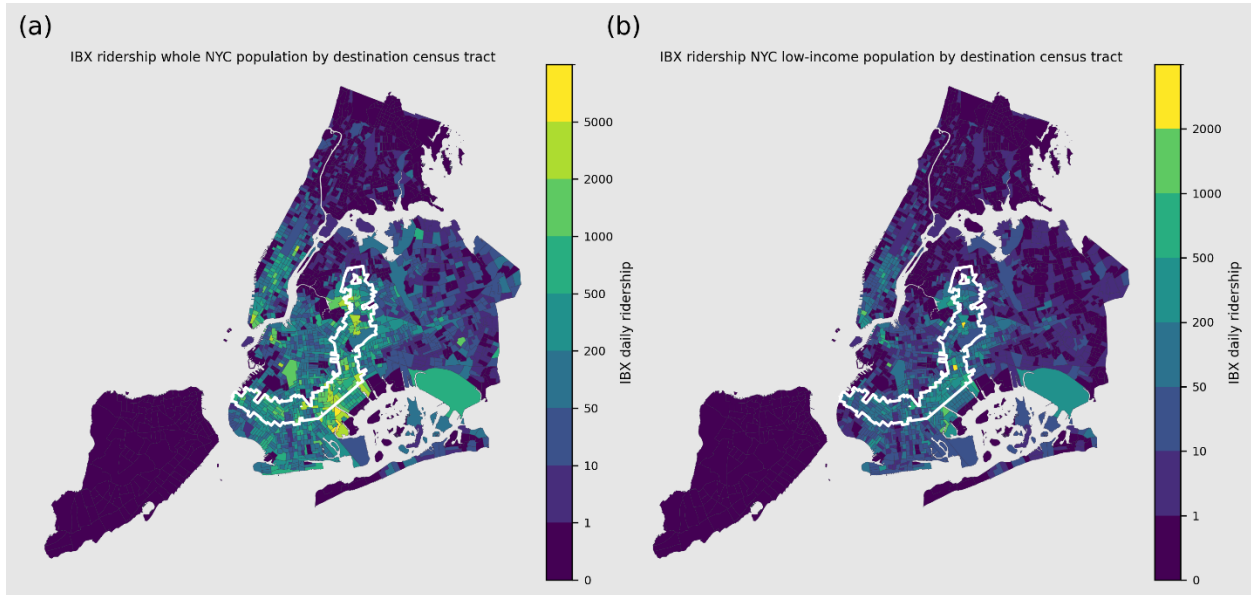 (a)
IBX ridership whole NYC population by destination census tract
5000
2000
1000
500
200
50
10
1
0
IBX daily ridership
(b)
IBX ridership NYC low-income population by destination census tract
2000
1000
500
200
50
10
1
0
IBX daily ridership